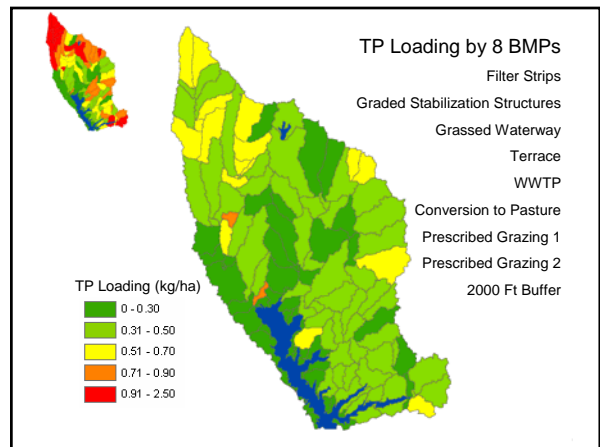 TP Loading by 8 BMPs
Filter Strips
Graded Stabilization Structures
Grassed Waterway
Terrace
WWTP
Conversion to Pasture
Prescribed Grazing 1
Prescribed Grazing 2
2000 Ft Buffer
TP Loading (kg/ha)
0 - 0.30
0.31 - 0.50
0.51 - 0.70
0.71 - 0.90
0.91 - 2.50